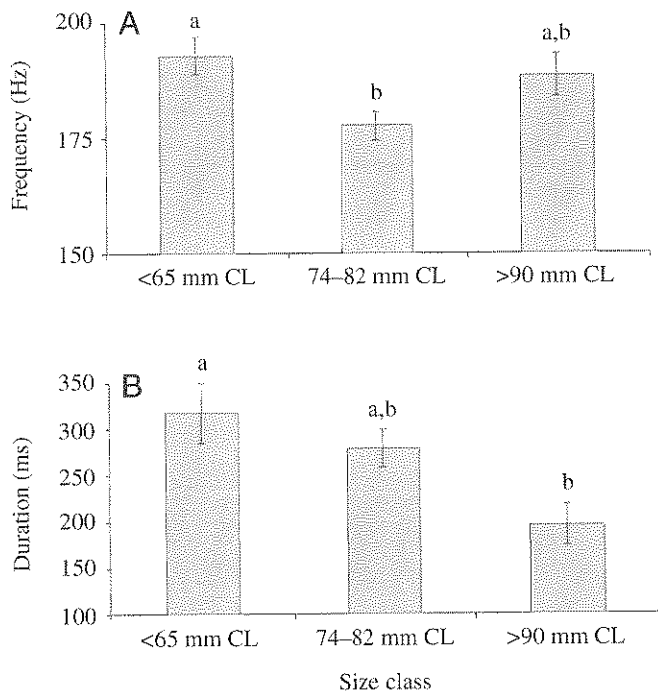 A
a
b
a,b
200
175
150
Frequency (Hz)
<65 mm CL
74–82 mm CL
>90 mm CL
B
a
a,b
b
350
300
250
200
150
100
Duration (ms)
<65 mm CL
74–82 mm CL
>90 mm CL
Size class